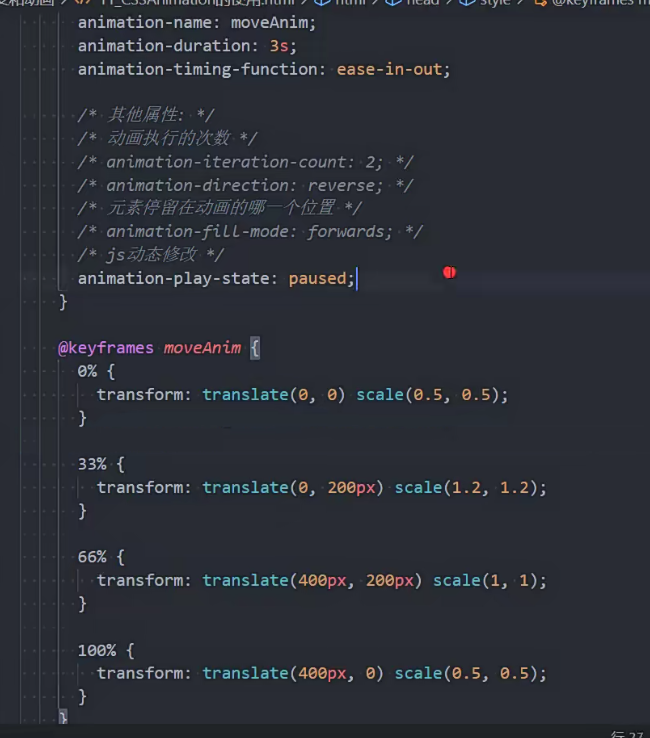 CSSAnimation的使用.html > html > head > style > @keyframes m
animation-name: moveAnim;
animation-duration: 3s;
animation-timing-function: ease-in-out;
/* 其他属性: */
/* 动画执行的次数 */
/* animation-iteration-count: 2; */
/* animation-direction: reverse; */
/* 元素停留在动画的哪一个位置 */
/* animation-fill-mode: forwards; */
/* js动态修改 */
animation-play-state: paused;
}
@keyframes moveAnim {
0% {
transform: translate(0, 0) scale(0.5, 0.5);
}
33% {
transform: translate(0, 200px) scale(1.2, 1.2);
}
66% {
transform: translate(400px, 200px) scale(1, 1);
}
100% {
transform: translate(400px, 0) scale(0.5, 0.5);
}
}
行 27